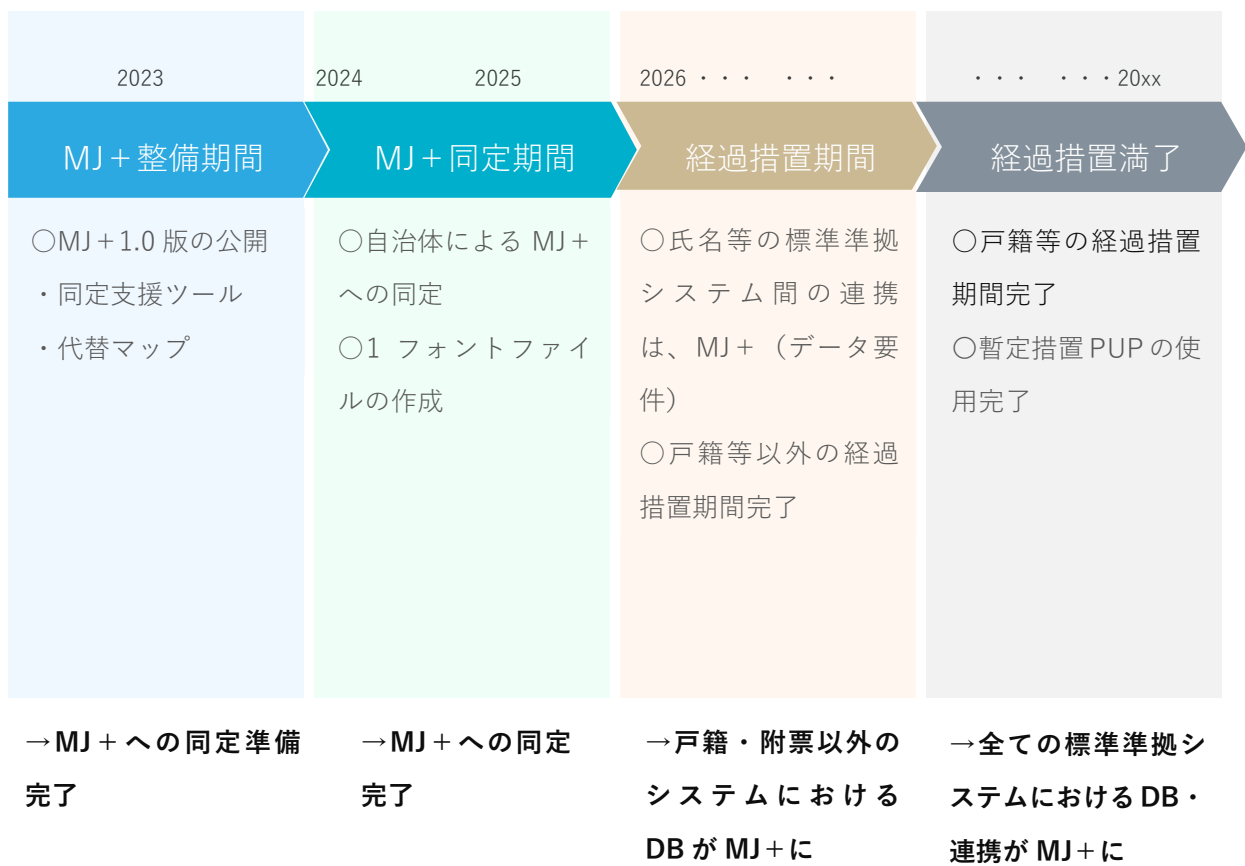 2023
MJ＋整備期間
○MJ＋1.0 版の公開
・同定支援ツール
・代替マップ
→MJ＋への同定準備
完了
2024 2025
MJ＋同定期間
○自治体による MJ＋
への同定
○1 フォントファイ
ルの作成
→MJ＋への同定
完了
2026 ・・・ ・・・
経過措置期間
○氏名等の標準準拠
システム間の連携
は、MJ＋（データ要
件）
○戸籍等以外の経過
措置期間完了
→戸籍・附票以外の
システムにおける
DB が MJ＋に
・・・ ・・・20xx
経過措置満了
○戸籍等の経過措置
期間完了
○暫定措置 PUP の使
用完了
→全ての標準準拠シ
ステムにおける DB・
連携が MJ＋に